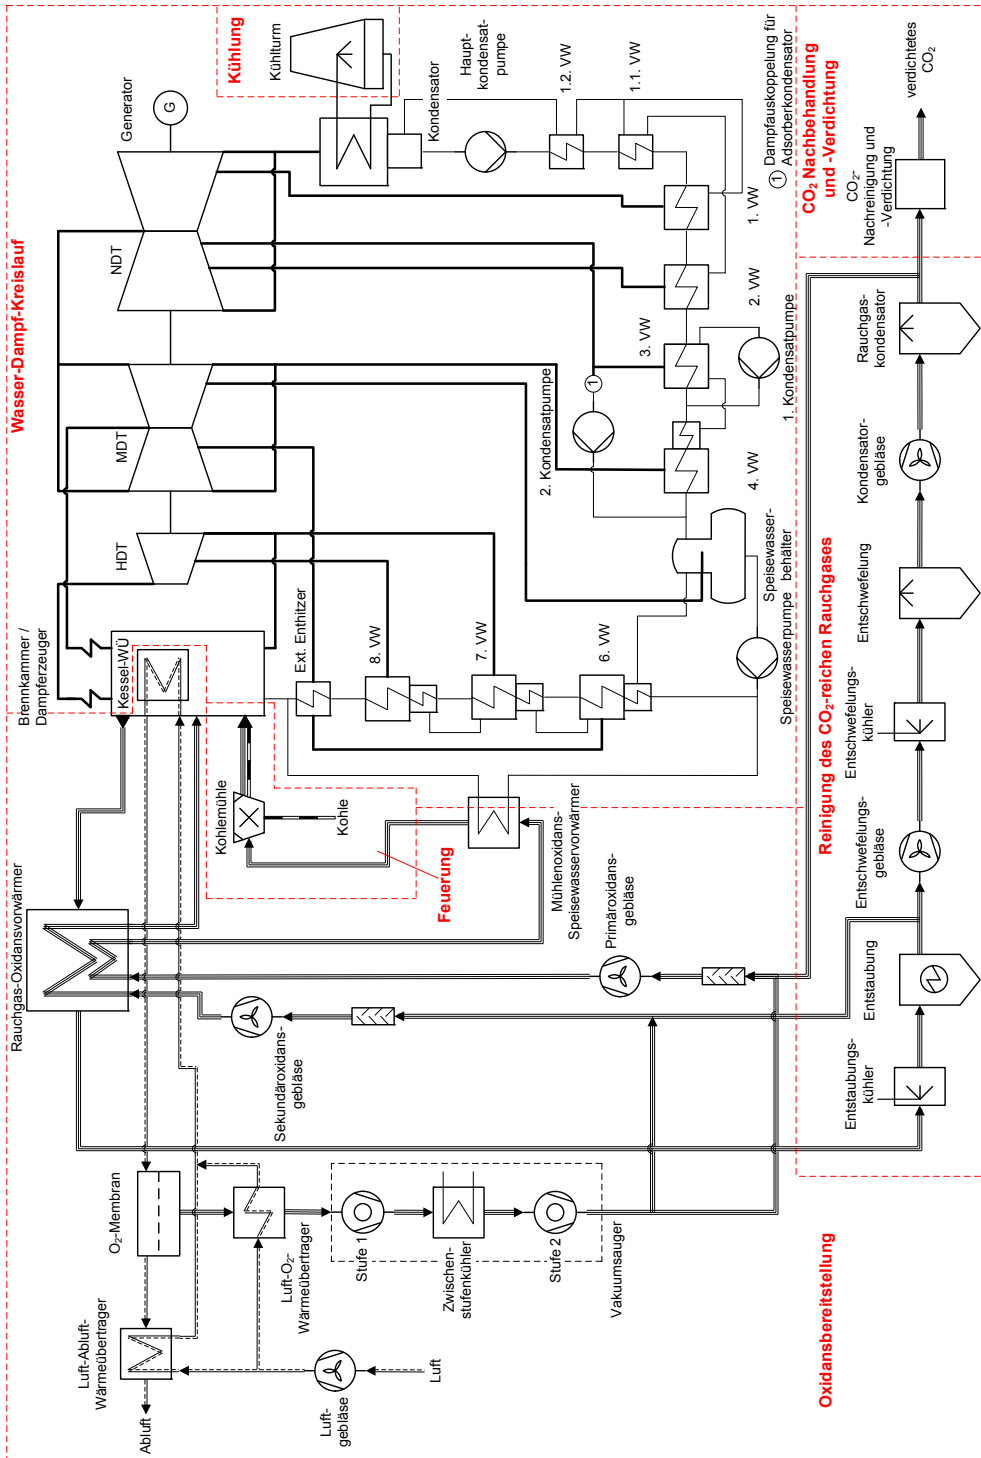 Wasser-Dampf-Kreislauf
Kühlung
Kühlturm
Generator
G
NDT
MDT
HDT
Brennkammer /
Dampferzeuger
Kessel-WÜ
Kondensator
Haupt-
kondensat-
pumpe
1.2. VW
1.1. VW
1
Dampfauskoppelung für
Adsorberkondensator
1. VW
2. VW
3. VW
1
2. Kondensatpumpe
1. Kondensatpumpe
4. VW
Speisewasser-
behälter
Speisewasserpumpe
6. VW
7. VW
8. VW
Ext. Enthitzer
Kohlemühle
Kohle
Feuerung
Mühlenoxidans-
Speisewasservorwärmer
Rauchgas-Oxidansvorwärmer
Primäroxidans-
gebläse
Sekundäroxidans-
gebläse
O₂-Membran
Luft-O₂-
Wärmeübertrager
Luft-Abluft-
Wärmeübertrager
Abluft
Luft-
gebläse
Luft
Stufe 1
Zwischen-
stufenkühler
Stufe 2
Vakuumsauger
Oxidansbereitstellung
Reinigung des CO₂-reichen Rauchgases
Entstaubungs-
kühler
Entstaubung
Entschwefelungs-
gebläse
Entschwefelungs-
kühler
Entschwefelung
Kondensator-
gebläse
Rauchgas-
kondensator
CO₂ Nachbehandlung
und -Verdichtung
CO₂-
Nachreinigung und
-Verdichtung
verdichtetes
CO₂